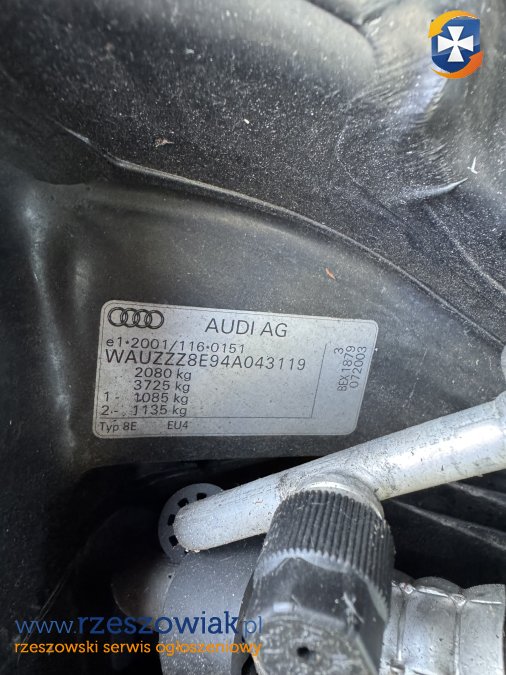 AUDI AG
e1*2001/116*0151
WAUZZZ8E94A043119
2080 kg
3725 kg
1 - 1085 kg
2 - 1135 kg
Typ 8E EU4
3
BEX1879
072003
www.rzeszowiak.pl
rzeszowski serwis ogłoszeniowy